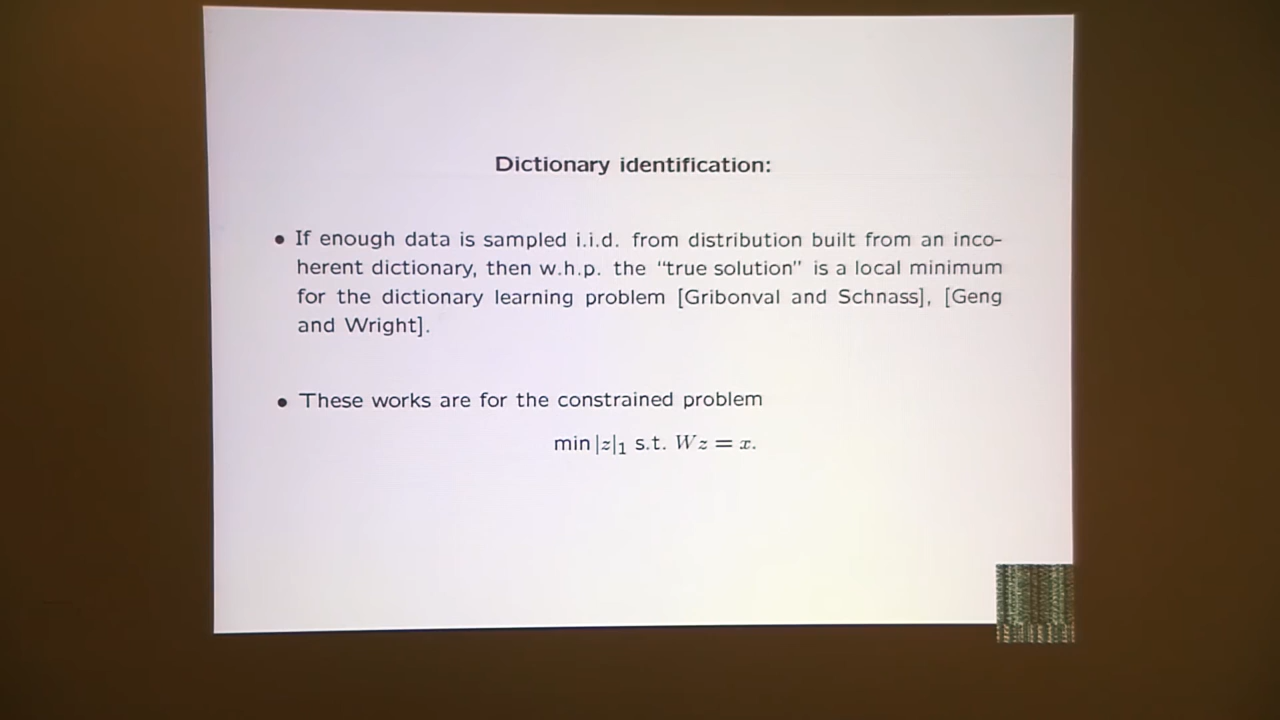 Dictionary identification:
• If enough data is sampled i.i.d. from distribution built from an inco-
herent dictionary, then w.h.p. the “true solution” is a local minimum
for the dictionary learning problem [Gribonval and Schnass], [Geng
and Wright].
• These works are for the constrained problem
min |z|₁ s.t. Wz = x.